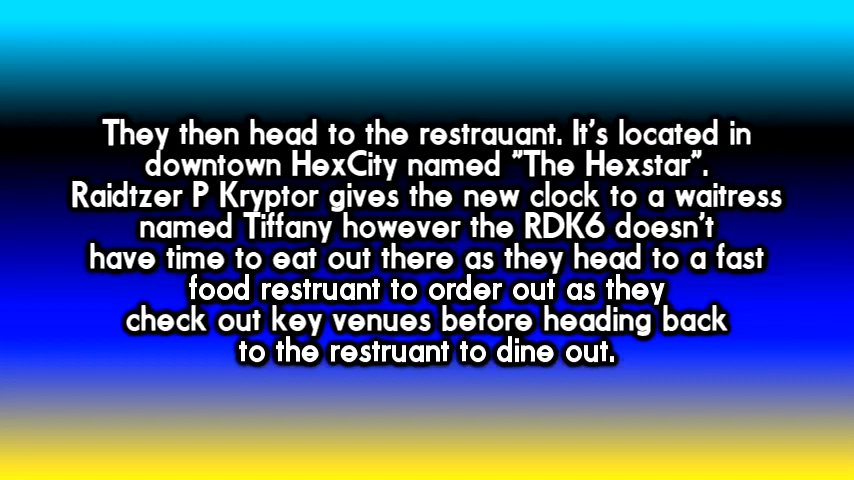 They then head to the restrauant. It's located in
downtown HexCity named "The Hexstar".
Raidtzer P Kryptor gives the new clock to a waitress
named Tiffany however the RDK6 doesn't
have time to eat out there as they head to a fast
food restruant to order out as they
check out key venues before heading back
to the restruant to dine out.